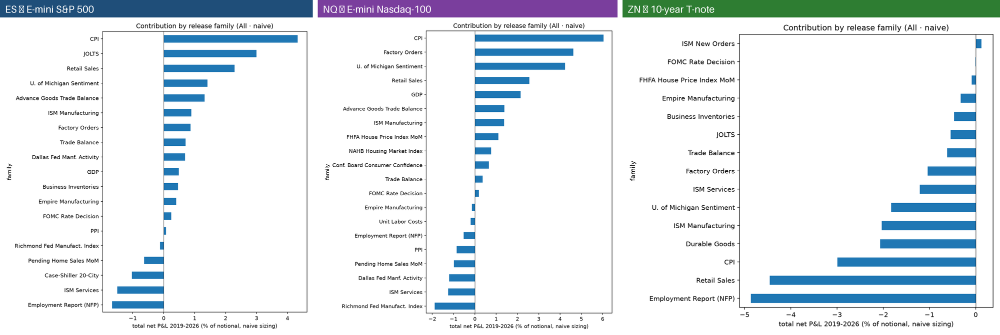 ES ▯ E-mini S&P 500
Contribution by release family (All · naive)
CPI
JOLTS
Retail Sales
U. of Michigan Sentiment
Advance Goods Trade Balance
ISM Manufacturing
Factory Orders
Trade Balance
Dallas Fed Manf. Activity
GDP
Business Inventories
Empire Manufacturing
FOMC Rate Decision
PPI
Richmond Fed Manufact. Index
Pending Home Sales MoM
Case-Shiller 20-City
ISM Services
Employment Report (NFP)
family
−1 0 1 2 3 4
total net P&L 2019-2026 (% of notional, naive sizing)
NQ ▯ E-mini Nasdaq-100
Contribution by release family (All · naive)
CPI
Factory Orders
U. of Michigan Sentiment
Retail Sales
GDP
Advance Goods Trade Balance
ISM Manufacturing
FHFA House Price Index MoM
NAHB Housing Market Index
Conf. Board Consumer Confidence
Trade Balance
FOMC Rate Decision
Empire Manufacturing
Unit Labor Costs
Employment Report (NFP)
PPI
Pending Home Sales MoM
Dallas Fed Manf. Activity
ISM Services
Richmond Fed Manufact. Index
family
−2 −1 0 1 2 3 4 5 6
total net P&L 2019-2026 (% of notional, naive sizing)
ZN ▯ 10-year T-note
Contribution by release family (All · naive)
ISM New Orders
FOMC Rate Decision
FHFA House Price Index MoM
Empire Manufacturing
Business Inventories
JOLTS
Trade Balance
Factory Orders
ISM Services
U. of Michigan Sentiment
ISM Manufacturing
Durable Goods
CPI
Retail Sales
Employment Report (NFP)
family
−5 −4 −3 −2 −1 0
total net P&L 2019-2026 (% of notional, naive sizing)